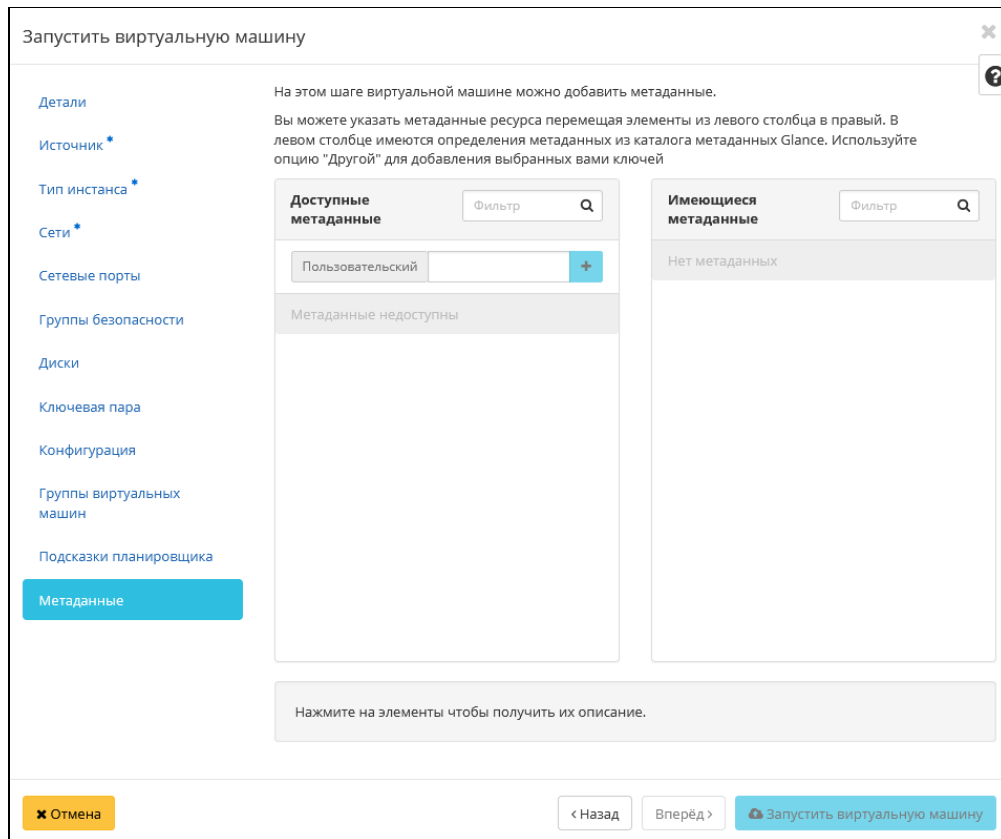 Запустить виртуальную машину
Детали
Источник *
Тип инстанса *
Сети *
Сетевые порты
Группы безопасности
Диски
Ключевая пара
Конфигурация
Группы виртуальных
машин
Подсказки планировщика
Метаданные
На этом шаге виртуальной машине можно добавить метаданные.
Вы можете указать метаданные ресурса перемещая элементы из левого столбца в правый. В
левом столбце имеются определения метаданных из каталога метаданных Glance. Используйте
опцию "Другой" для добавления выбранных вами ключей
Доступные
метаданные
Фильтр
Пользовательский
+
Метаданные недоступны
Имеющиеся
метаданные
Фильтр
Нет метаданных
Нажмите на элементы чтобы получить их описание.
✖ Отмена
‹ Назад
Вперёд ›
Запустить виртуальную машину